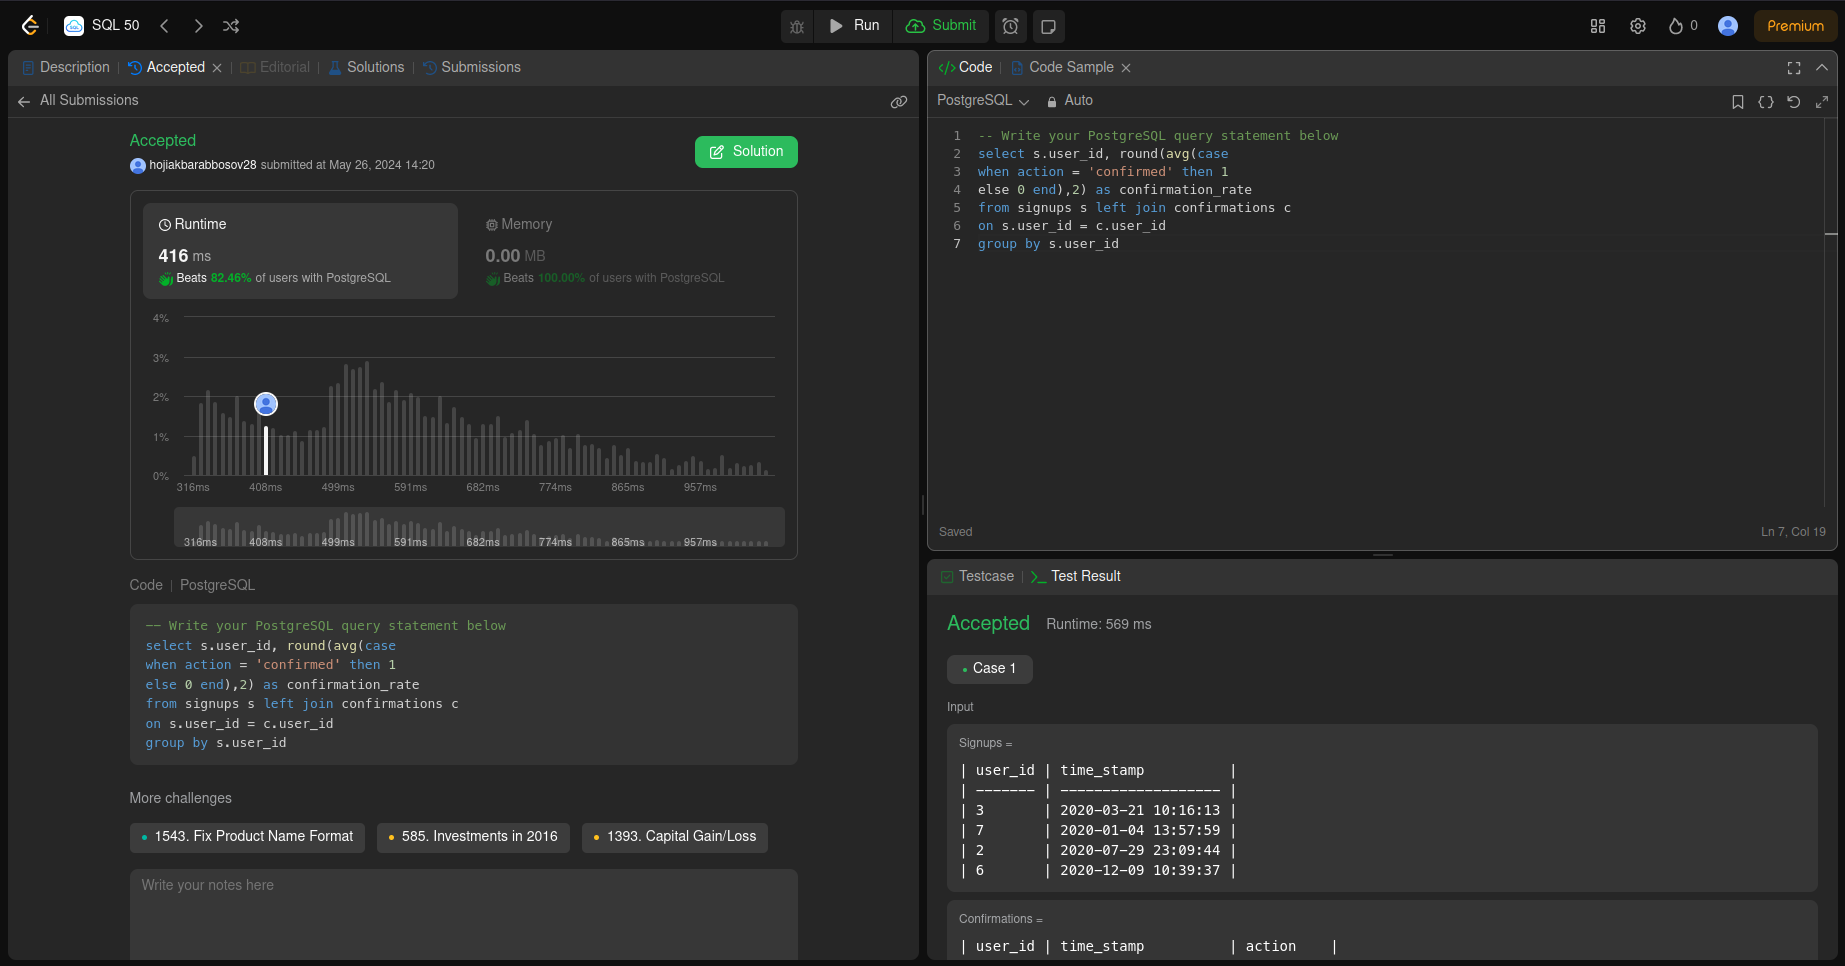 SQL 50
Run
Submit
0
Premium
Description
Accepted
Editorial
Solutions
Submissions
All Submissions
Accepted
hojiakbarabbosov28 submitted at May 26, 2024 14:20
Solution
Runtime
416 ms
Beats 82.46% of users with PostgreSQL
Memory
0.00 MB
Beats 100.00% of users with PostgreSQL
4%
3%
2%
1%
0%
316ms 408ms 499ms 591ms 682ms 774ms 865ms 957ms
316ms 408ms 499ms 591ms 682ms 774ms 865ms 957ms
Code | PostgreSQL
-- Write your PostgreSQL query statement below
select s.user_id, round(avg(case
when action = 'confirmed' then 1
else 0 end),2) as confirmation_rate
from signups s left join confirmations c
on s.user_id = c.user_id
group by s.user_id
More challenges
1543. Fix Product Name Format
585. Investments in 2016
1393. Capital Gain/Loss
Write your notes here
</> Code
Code Sample
PostgreSQL
Auto
1 -- Write your PostgreSQL query statement below
2 select s.user_id, round(avg(case
3 when action = 'confirmed' then 1
4 else 0 end),2) as confirmation_rate
5 from signups s left join confirmations c
6 on s.user_id = c.user_id
7 group by s.user_id
Saved
Ln 7, Col 19
Testcase
Test Result
Accepted
Runtime: 569 ms
Case 1
Input
Signups =
| user_id | time_stamp          |
| ------- | ------------------- |
| 3       | 2020-03-21 10:16:13 |
| 7       | 2020-01-04 13:57:59 |
| 2       | 2020-07-29 23:09:44 |
| 6       | 2020-12-09 10:39:37 |
Confirmations =
| user_id | time_stamp          | action    |